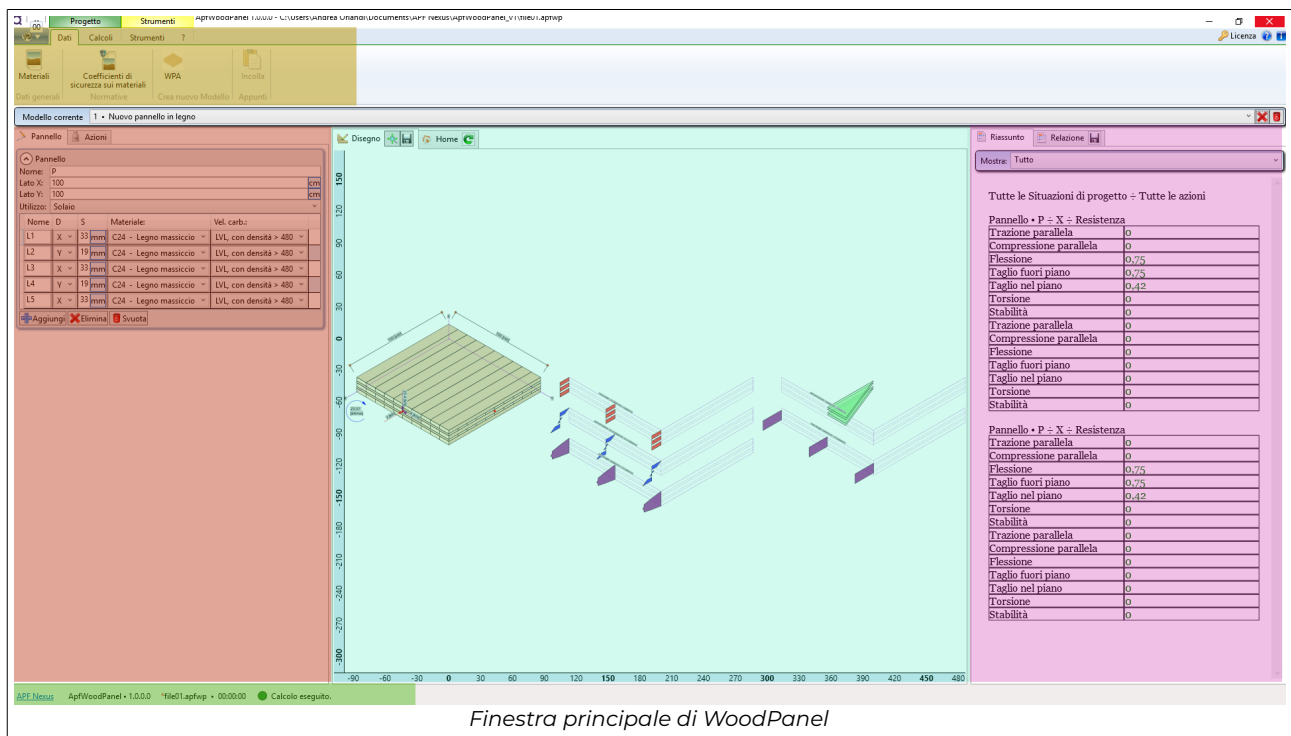 Progetto Strumenti ApfWoodPanel 1.0.0.0 - C:\Users\Andrea Orlandi\Documents\APF Nexus\ApfWoodPanel_V1\file01.apfwp
00
Dati Calcoli Strumenti ? Licenza
Materiali
Coefficienti di
sicurezza sui materiali
WPA
Incolla
Dati generali Normative Crea nuovo Modello Appunti
Modello corrente 1 • Nuovo pannello in legno
Pannello Azioni
Pannello
Nome: P
Lato X: 100 cm
Lato Y: 100 cm
Utilizzo: Solaio
Nome D S Materiale: Vel. carb.:
L1 X 33 mm C24 - Legno massiccio LVL, con densità > 480
L2 Y 19 mm C24 - Legno massiccio LVL, con densità > 480
L3 X 33 mm C24 - Legno massiccio LVL, con densità > 480
L4 Y 19 mm C24 - Legno massiccio LVL, con densità > 480
L5 X 33 mm C24 - Legno massiccio LVL, con densità > 480
Aggiungi Elimina Svuota
Disegno Home
150
120
90
60
30
0
-30
-60
-90
-120
-150
-180
-210
-240
-270
-300
-90 -60 -30 0 30 60 90 120 150 180 210 240 270 300 330 360 390 420 450 480
Riassunto Relazione
Mostra: Tutto
Tutte le Situazioni di progetto ÷ Tutte le azioni
Pannello • P ÷ X ÷ Resistenza
Trazione parallela 0
Compressione parallela 0
Flessione 0,75
Taglio fuori piano 0,75
Taglio nel piano 0,42
Torsione 0
Stabilità 0
Trazione parallela 0
Compressione parallela 0
Flessione 0
Taglio fuori piano 0
Taglio nel piano 0
Torsione 0
Stabilità 0
Pannello • P ÷ X ÷ Resistenza
Trazione parallela 0
Compressione parallela 0
Flessione 0,75
Taglio fuori piano 0,75
Taglio nel piano 0,42
Torsione 0
Stabilità 0
Trazione parallela 0
Compressione parallela 0
Flessione 0
Taglio fuori piano 0
Taglio nel piano 0
Torsione 0
Stabilità 0
APF Nexus ApfWoodPanel • 1.0.0.0 *file01.apfwp • 00:00:00 Calcolo eseguito.
Finestra principale di WoodPanel